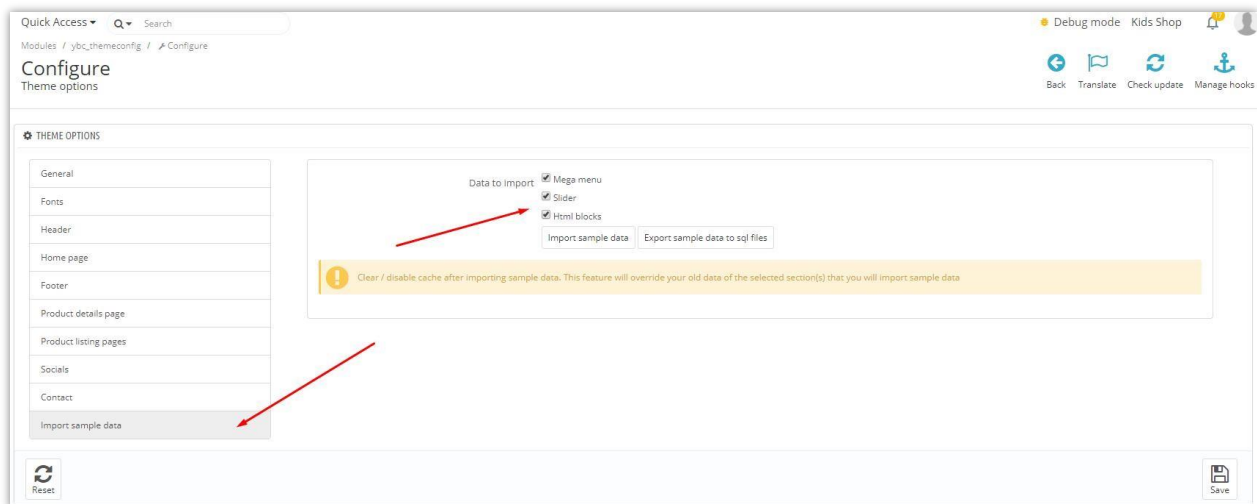 Quick Access Search Debug mode Kids Shop 17
Modules / ybc_themeconfig / Configure
Configure
Theme options
Back Translate Check update Manage hooks
THEME OPTIONS
General
Fonts
Header
Home page
Footer
Product details page
Product listing pages
Socials
Contact
Import sample data
Data to import
Mega menu
Slider
Html blocks
Import sample data Export sample data to sql files
Clear / disable cache after importing sample data. This feature will override your old data of the selected section(s) that you will import sample data
Reset Save